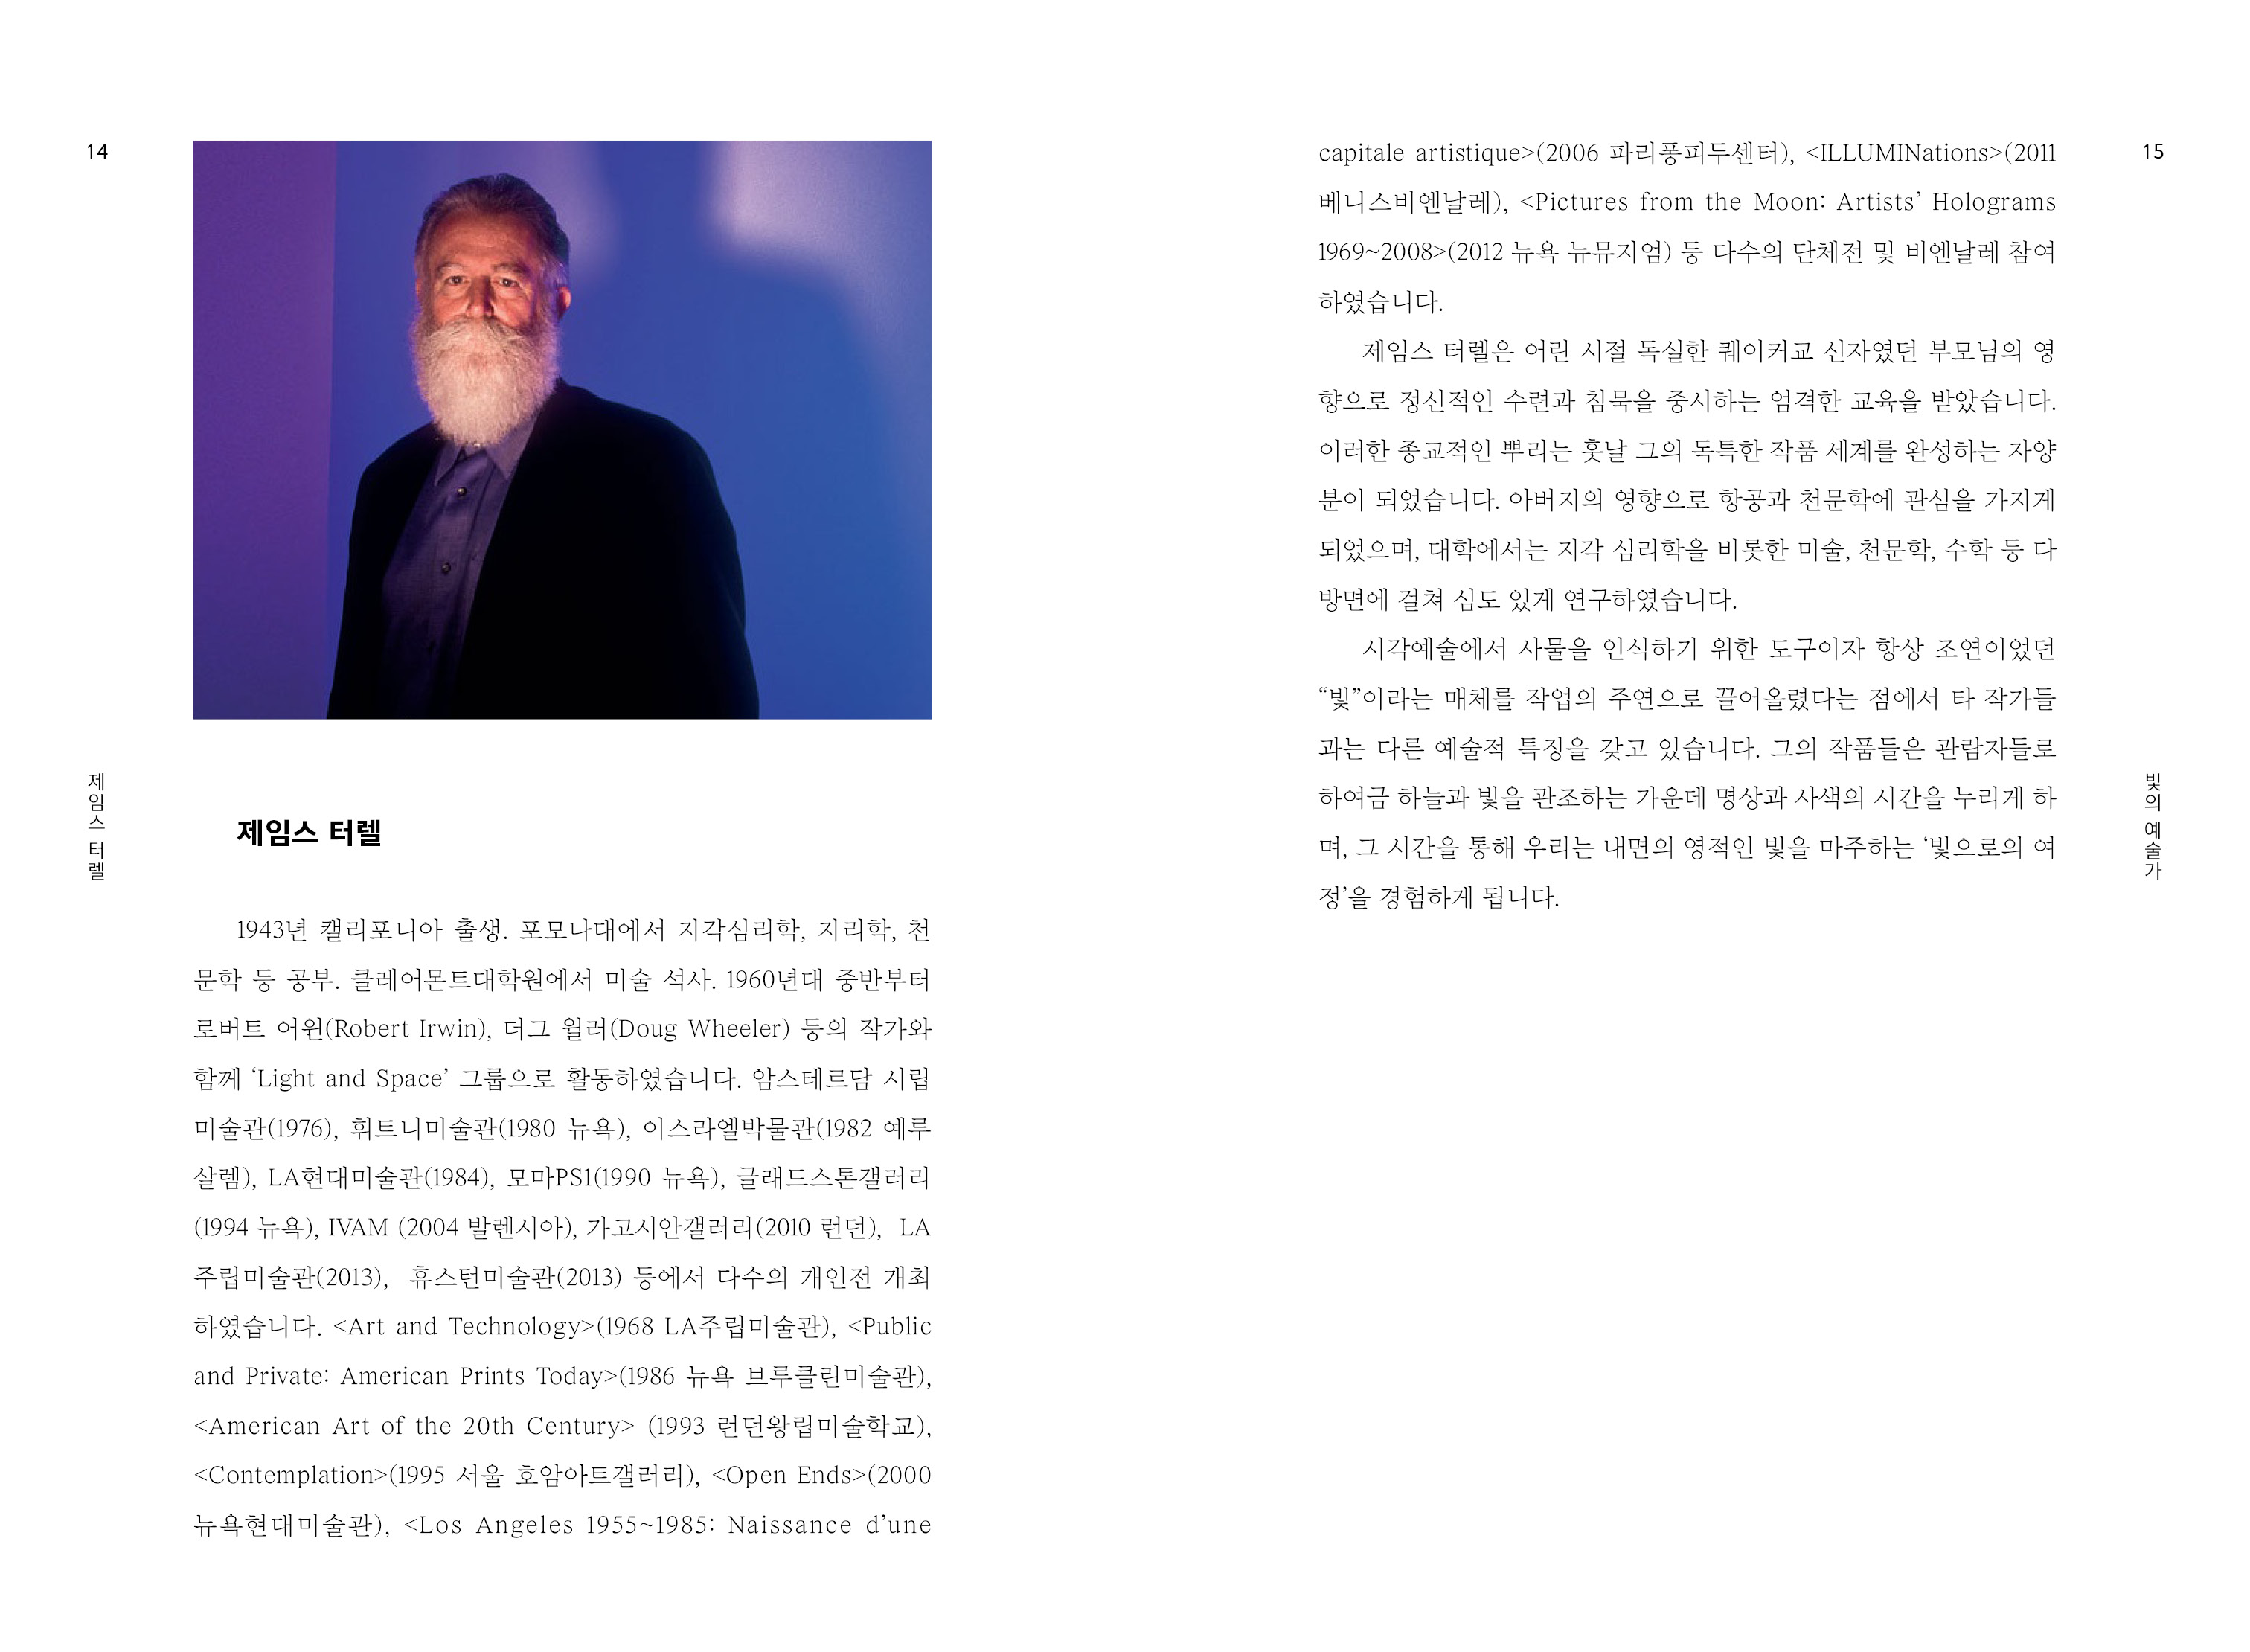 14
제임스 터렐
제임스 터렐
1943년 캘리포니아 출생. 포모나대에서 지각심리학, 지리학, 천
문학 등 공부. 클레어몬트대학원에서 미술 석사. 1960년대 중반부터
로버트 어윈(Robert Irwin), 더그 윌러(Doug Wheeler) 등의 작가와
함께 ‘Light and Space’ 그룹으로 활동하였습니다. 암스테르담 시립
미술관(1976), 휘트니미술관(1980 뉴욕), 이스라엘박물관(1982 예루
살렘), LA현대미술관(1984), 모마PS1(1990 뉴욕), 글래드스톤갤러리
(1994 뉴욕), IVAM (2004 발렌시아), 가고시안갤러리(2010 런던), LA
주립미술관(2013), 휴스턴미술관(2013) 등에서 다수의 개인전 개최
하였습니다. <Art and Technology>(1968 LA주립미술관), <Public
and Private: American Prints Today>(1986 뉴욕 브루클린미술관),
<American Art of the 20th Century> (1993 런던왕립미술학교),
<Contemplation>(1995 서울 호암아트갤러리), <Open Ends>(2000
뉴욕현대미술관), <Los Angeles 1955~1985: Naissance d’une
capitale artistique>(2006 파리퐁피두센터), <ILLUMINations>(2011
베니스비엔날레), <Pictures from the Moon: Artists’ Holograms
1969~2008>(2012 뉴욕 뉴뮤지엄) 등 다수의 단체전 및 비엔날레 참여
하였습니다.
제임스 터렐은 어린 시절 독실한 퀘이커교 신자였던 부모님의 영
향으로 정신적인 수련과 침묵을 중시하는 엄격한 교육을 받았습니다.
이러한 종교적인 뿌리는 훗날 그의 독특한 작품 세계를 완성하는 자양
분이 되었습니다. 아버지의 영향으로 항공과 천문학에 관심을 가지게
되었으며, 대학에서는 지각 심리학을 비롯한 미술, 천문학, 수학 등 다
방면에 걸쳐 심도 있게 연구하였습니다.
시각예술에서 사물을 인식하기 위한 도구이자 항상 조연이었던
“빛”이라는 매체를 작업의 주연으로 끌어올렸다는 점에서 타 작가들
과는 다른 예술적 특징을 갖고 있습니다. 그의 작품들은 관람자들로
하여금 하늘과 빛을 관조하는 가운데 명상과 사색의 시간을 누리게 하
며, 그 시간을 통해 우리는 내면의 영적인 빛을 마주하는 ‘빛으로의 여
정’을 경험하게 됩니다.
15
빛의 예술가